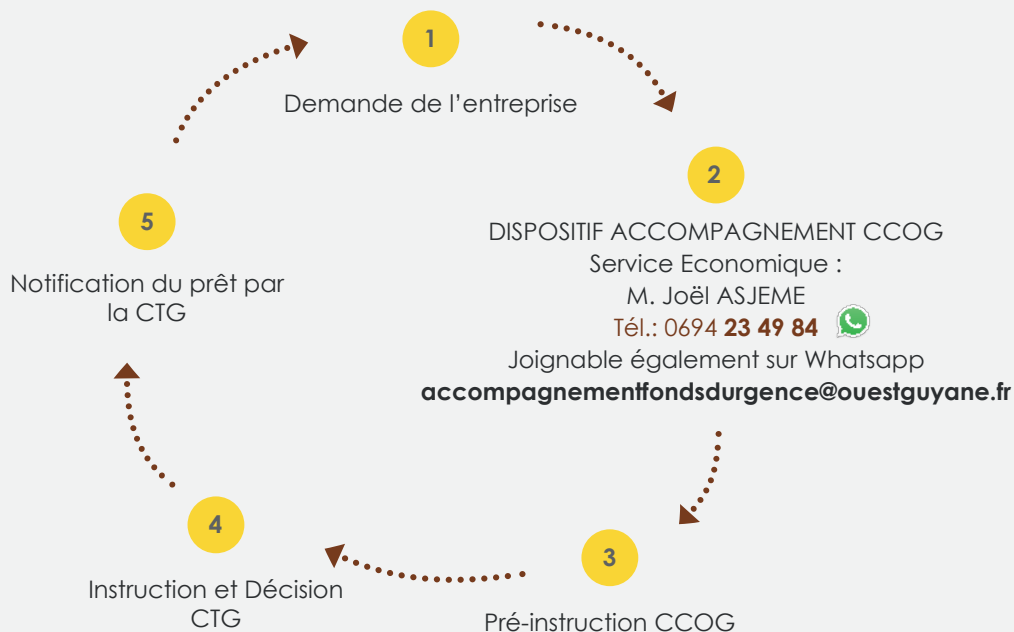 1
Demande de l'entreprise
2
DISPOSITIF ACCOMPAGNEMENT CCOG
Service Economique :
M. Joël ASJEME
Tél.: 0694 23 49 84
Joignable également sur Whatsapp
accompagnementfondsdurgence@ouestguyane.fr
3
Pré-instruction CCOG
4
Instruction et Décision
CTG
5
Notification du prêt par
la CTG